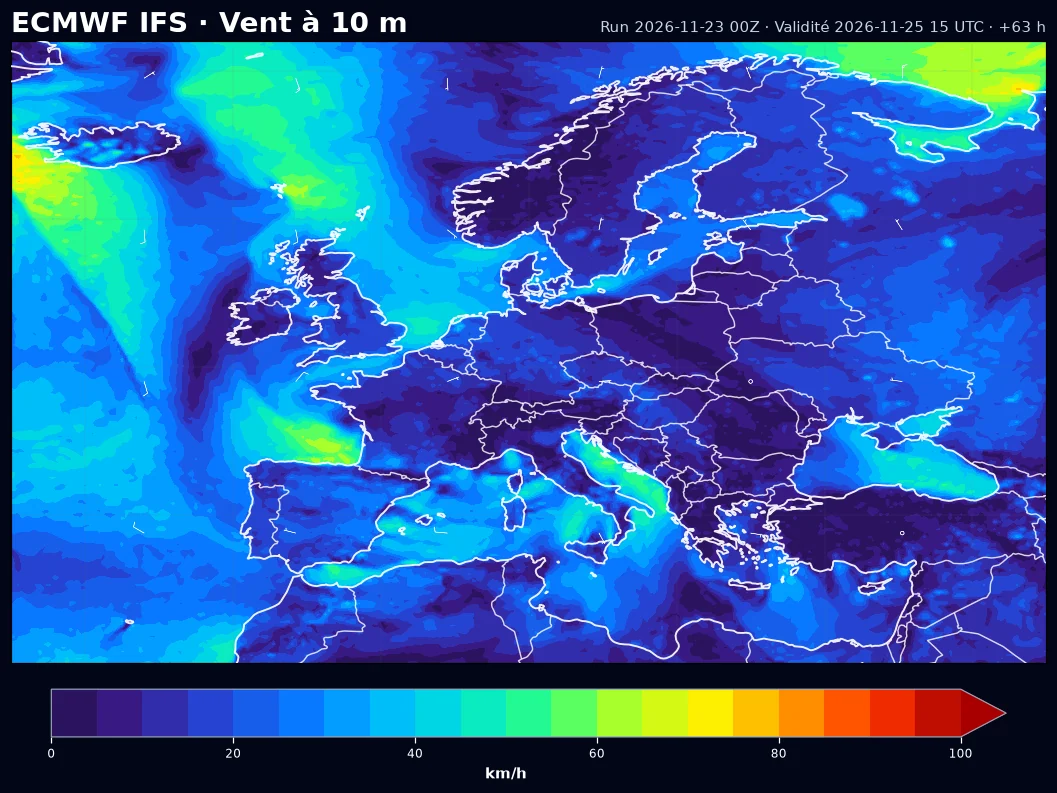 ECMWF IFS · Vent à 10 m
Run 2026-11-23 00Z · Validité 2026-11-25 15 UTC · +63 h
0 20 40 60 80 100
km/h